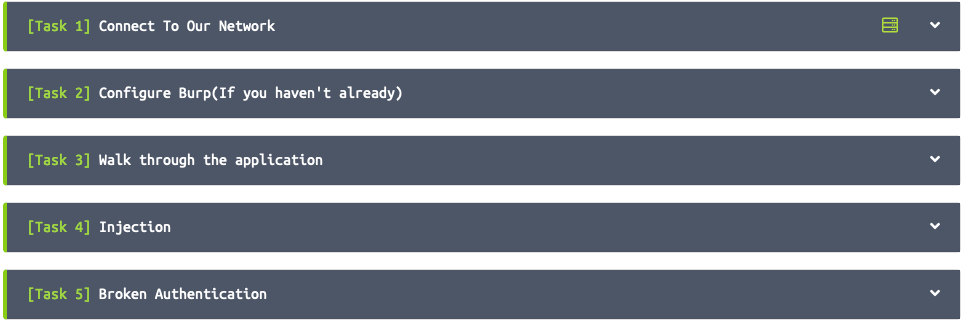 [Task 1] Connect To Our Network
[Task 2] Configure Burp(If you haven't already)
[Task 3] Walk through the application
[Task 4] Injection
[Task 5] Broken Authentication